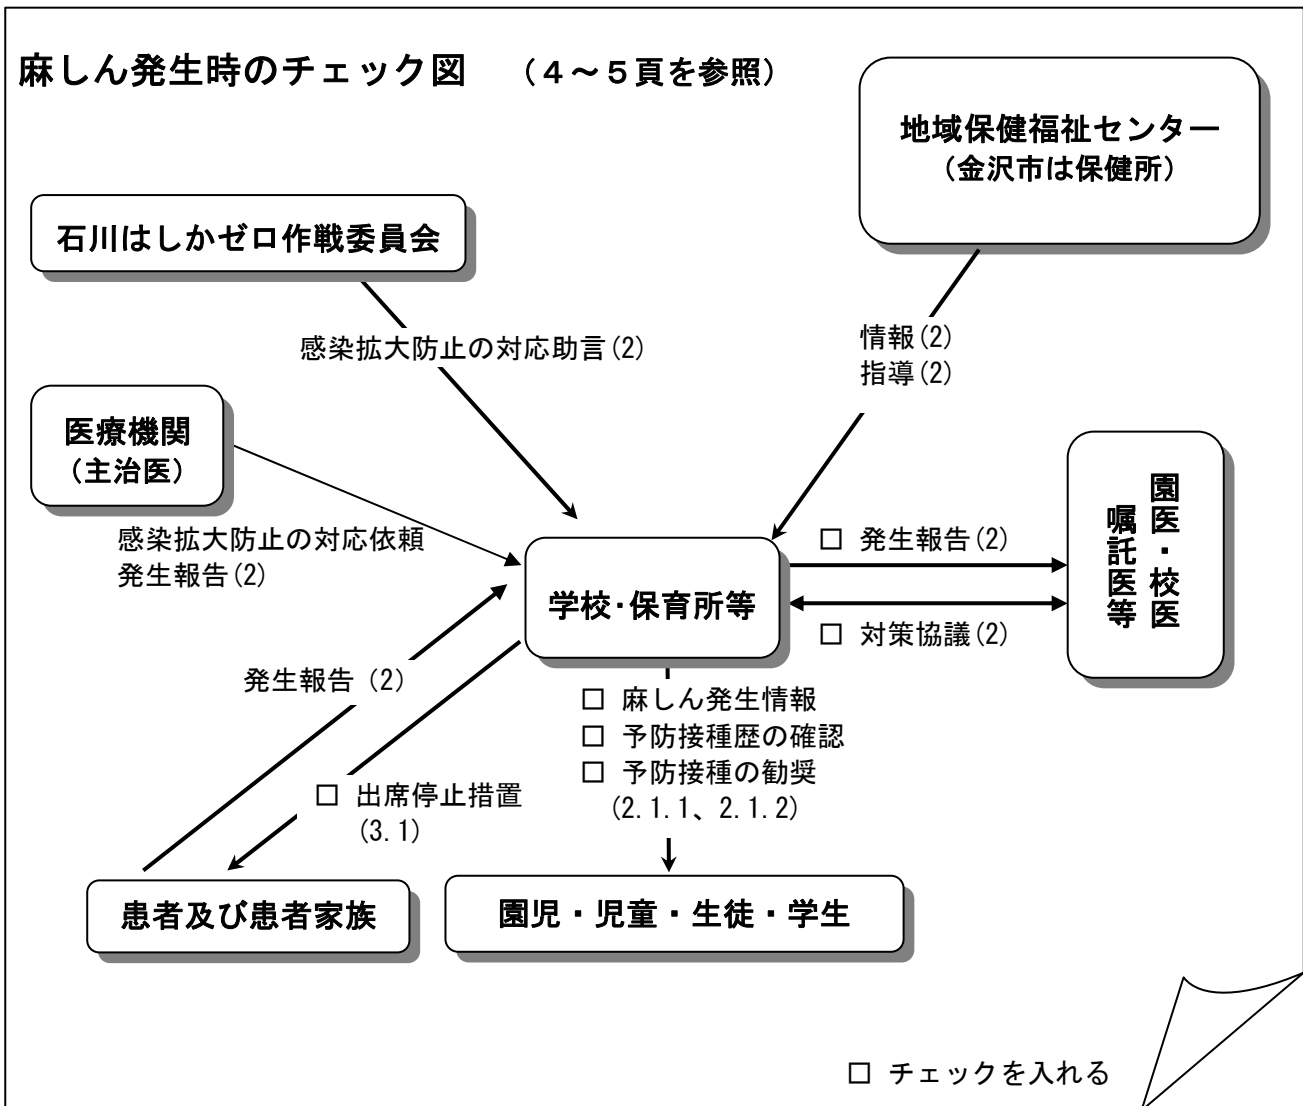 麻しん発生時のチェック図 (4~5頁を参照)
地域保健福祉センター
(金沢市は保健所)
石川はしかゼロ作戦委員会
感染拡大防止の対応助言(2)
情報(2)
指導(2)
医療機関
(主治医)
感染拡大防止の対応依頼
発生報告(2)
園医・校医
嘱託医等
□ 発生報告(2)
学校・保育所等
□ 対策協議(2)
発生報告 (2)
□ 麻しん発生情報
□ 予防接種歴の確認
□ 予防接種の勧奨
(2.1.1、2.1.2)
□ 出席停止措置
(3.1)
患者及び患者家族
園児・児童・生徒・学生
□ チェックを入れる